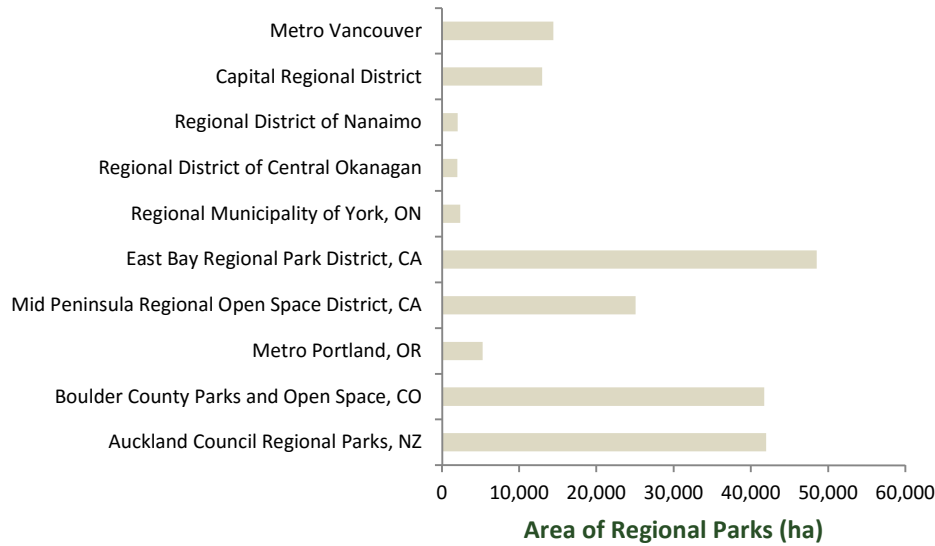 Metro Vancouver
Capital Regional District
Regional District of Nanaimo
Regional District of Central Okanagan
Regional Municipality of York, ON
East Bay Regional Park District, CA
Mid Peninsula Regional Open Space District, CA
Metro Portland, OR
Boulder County Parks and Open Space, CO
Auckland Council Regional Parks, NZ
0 10,000 20,000 30,000 40,000 50,000 60,000
Area of Regional Parks (ha)